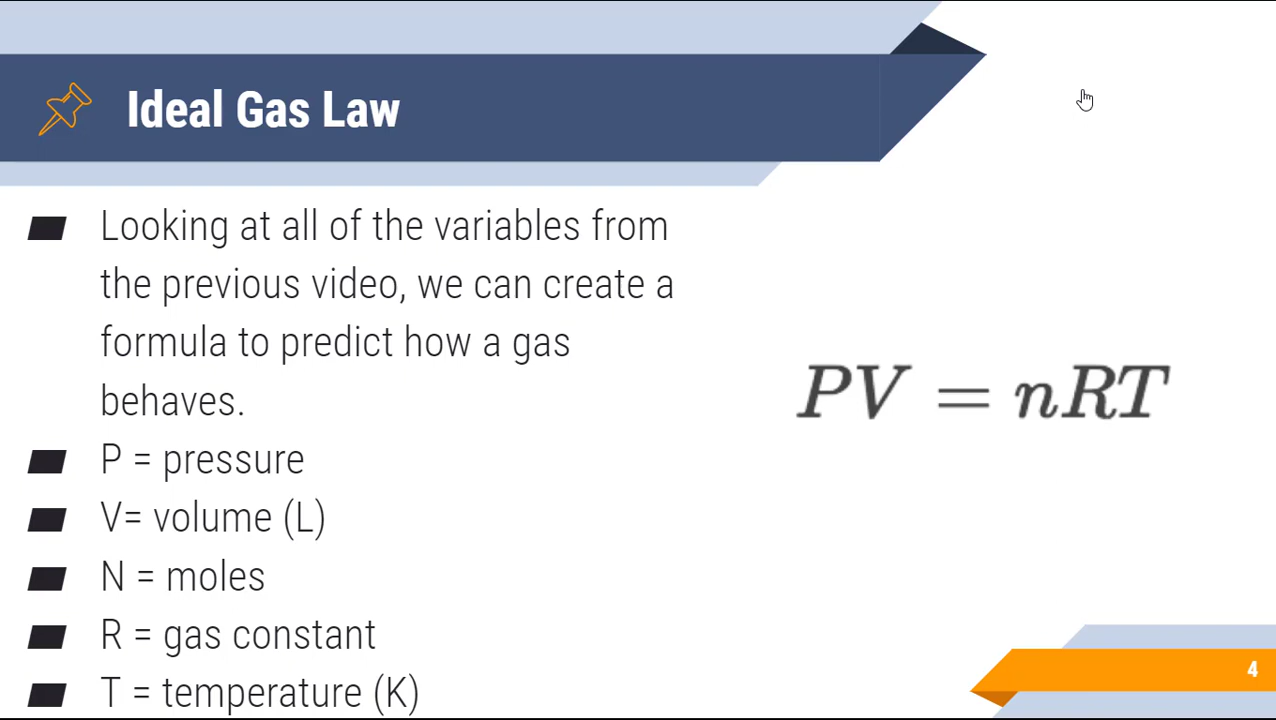 Ideal Gas Law
Looking at all of the variables from
the previous video, we can create a
formula to predict how a gas
behaves.
P = pressure
V= volume (L)
N = moles
R = gas constant
T = temperature (K)
PV = nRT
4